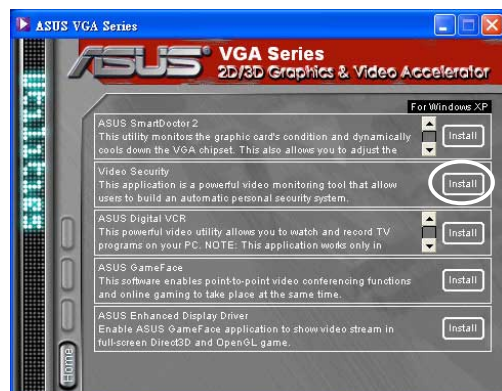 ASUS VGA Series
ASUS VGA Series
2D/3D Graphics & Video Accelerator
For Windows XP
ASUS SmartDoctor 2
This utility monitors the graphic card's condition and dynamically
cools down the VGA chipset. This also allows you to adjust the
Install
Video Security
This application is a powerful video monitoring tool that allow
users to build an automatic personal security system.
Install
ASUS Digital VCR
This powerful video utility allows you to watch and record TV
programs on your PC. NOTE: This application works only in
Install
ASUS GameFace
This software enables point-to-point video conferencing functions
and online gaming to take place at the same time.
Install
ASUS Enhanced Display Driver
Enable ASUS GameFace application to show video stream in
full-screen Direct3D and OpenGL game.
Install
Home